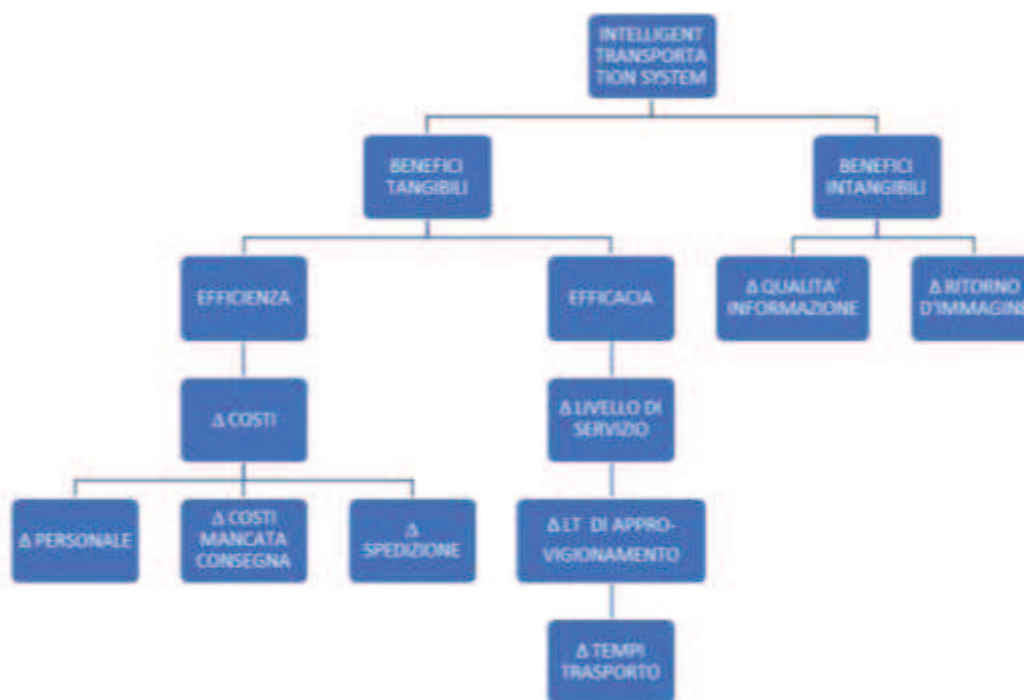 INTELLIGENT
TRANSPORTA
TION SYSTEM
BENEFICI
TANGIBILI
BENEFICI
INTANGIBILI
EFFICIENZA
EFFICACIA
Δ QUALITA'
INFORMAZIONE
Δ RITORNO
D'IMMAGINE
Δ COSTI
Δ LIVELLO DI
SERVIZIO
Δ PERSONALE
Δ COSTI
MANCATA
CONSEGNA
Δ
SPEDIZIONE
Δ LT DI APPRO-
VIGIONAMENTO
Δ TEMPI
TRASPORTO